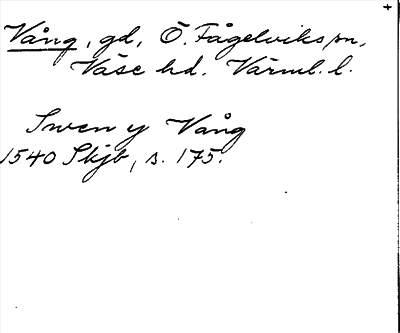 Vång, gd, Ö. Fågelviks sn,
Väse hd. Värml. l.
Swen y Vång
1540 Skjb, s. 175.